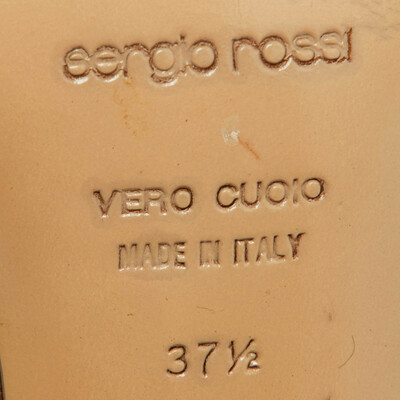 sergio rossi
VERO CUOIO
MADE IN ITALY
37½